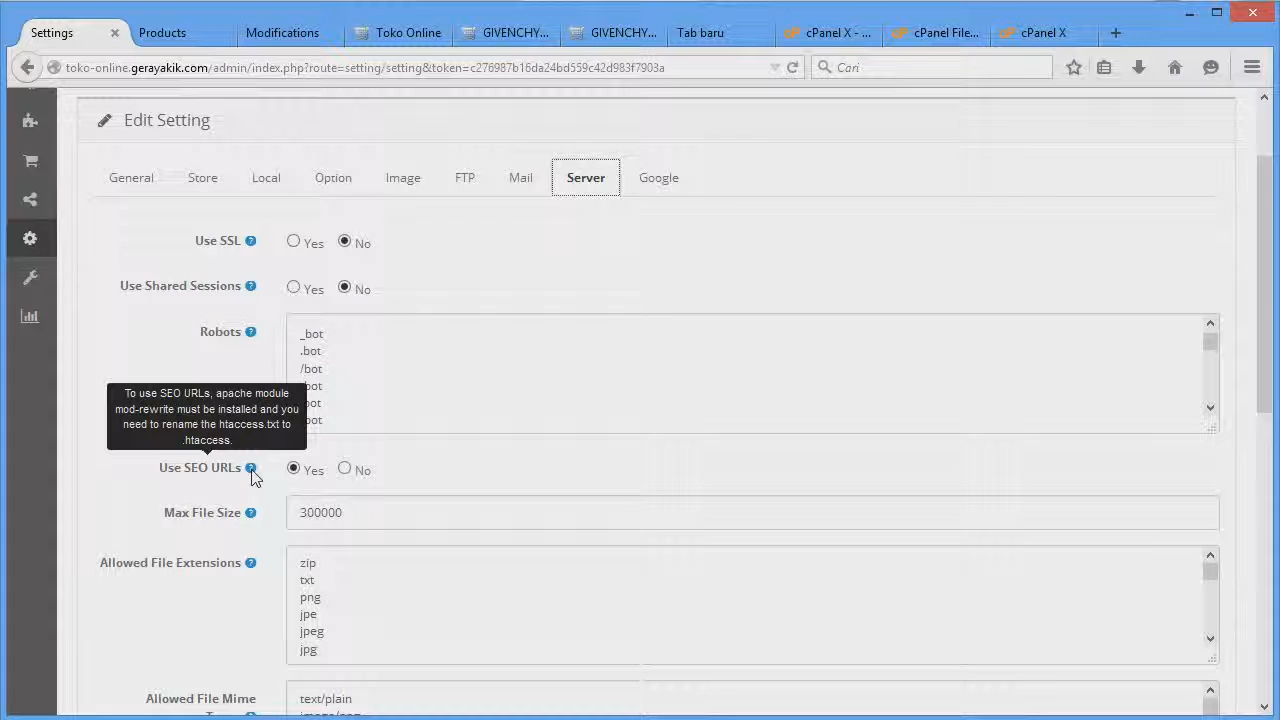 Settings
Products
Modifications
Toko Online
GIVENCHY...
GIVENCHY...
Tab baru
cPanel X - ...
cPanel File...
cPanel X
toko-online.gerayakik.com/admin/index.php?route=setting/setting&token=c276987b16da24bd559c42d983f7903a
Cari
Edit Setting
General
Store
Local
Option
Image
FTP
Mail
Server
Google
Use SSL
Yes
No
Use Shared Sessions
Yes
No
Robots
_bot
.bot
/bot
bot
bot
bot
To use SEO URLs, apache module
mod-rewrite must be installed and you
need to rename the htaccess.txt to
.htaccess.
Use SEO URLs
Yes
No
Max File Size
300000
Allowed File Extensions
zip
txt
png
jpe
jpeg
jpg
Allowed File Mime
text/plain